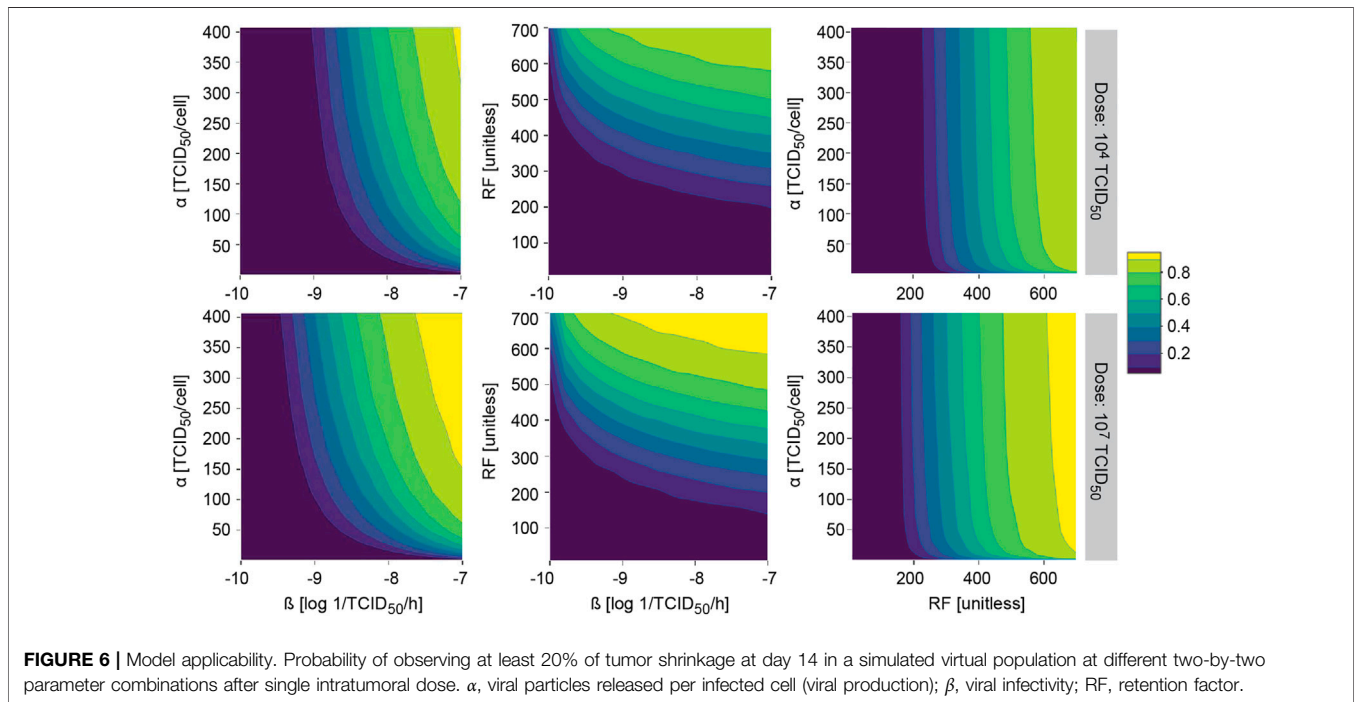 400
350
300
250
200
150
100
50
α [TCID50/cell]
-10 -9 -8 -7
700
600
500
400
300
200
100
RF [unitless]
-10 -9 -8 -7
400
350
300
250
200
150
100
50
α [TCID50/cell]
200 400 600
Dose: 10⁴ TCID50
400
350
300
250
200
150
100
50
α [TCID50/cell]
-10 -9 -8 -7
ß [log 1/TCID50/h]
700
600
500
400
300
200
100
RF [unitless]
-10 -9 -8 -7
ß [log 1/TCID50/h]
400
350
300
250
200
150
100
50
α [TCID50/cell]
200 400 600
RF [unitless]
Dose: 10⁷ TCID50
0.8
0.6
0.4
0.2
FIGURE 6 | Model applicability. Probability of observing at least 20% of tumor shrinkage at day 14 in a simulated virtual population at different two-by-two
parameter combinations after single intratumoral dose. α, viral particles released per infected cell (viral production); β, viral infectivity; RF, retention factor.